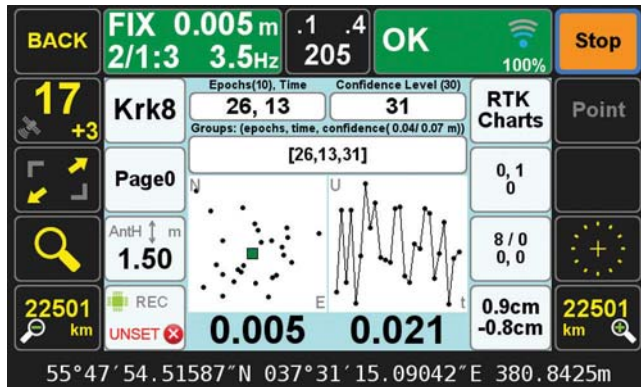 BACK
FIX 0.005 m
2/1:3 3.5Hz
.1 .4
205
OK
100%
Stop
17
+3
Krk8
Epochs(10), Time
26, 13
Confidence Level (30)
31
RTK
Charts
Point
Groups: (epochs, time, confidence( 0.04/ 0.07 m))
[26,13,31]
Page0
0, 1
0
N
E
U
t
AntH m
1.50
8 / 0
0, 0
22501
km
REC
UNSET
0.005
0.021
0.9cm
-0.8cm
22501
km
55°47′54.51587″N 037°31′15.09042″E 380.8425m